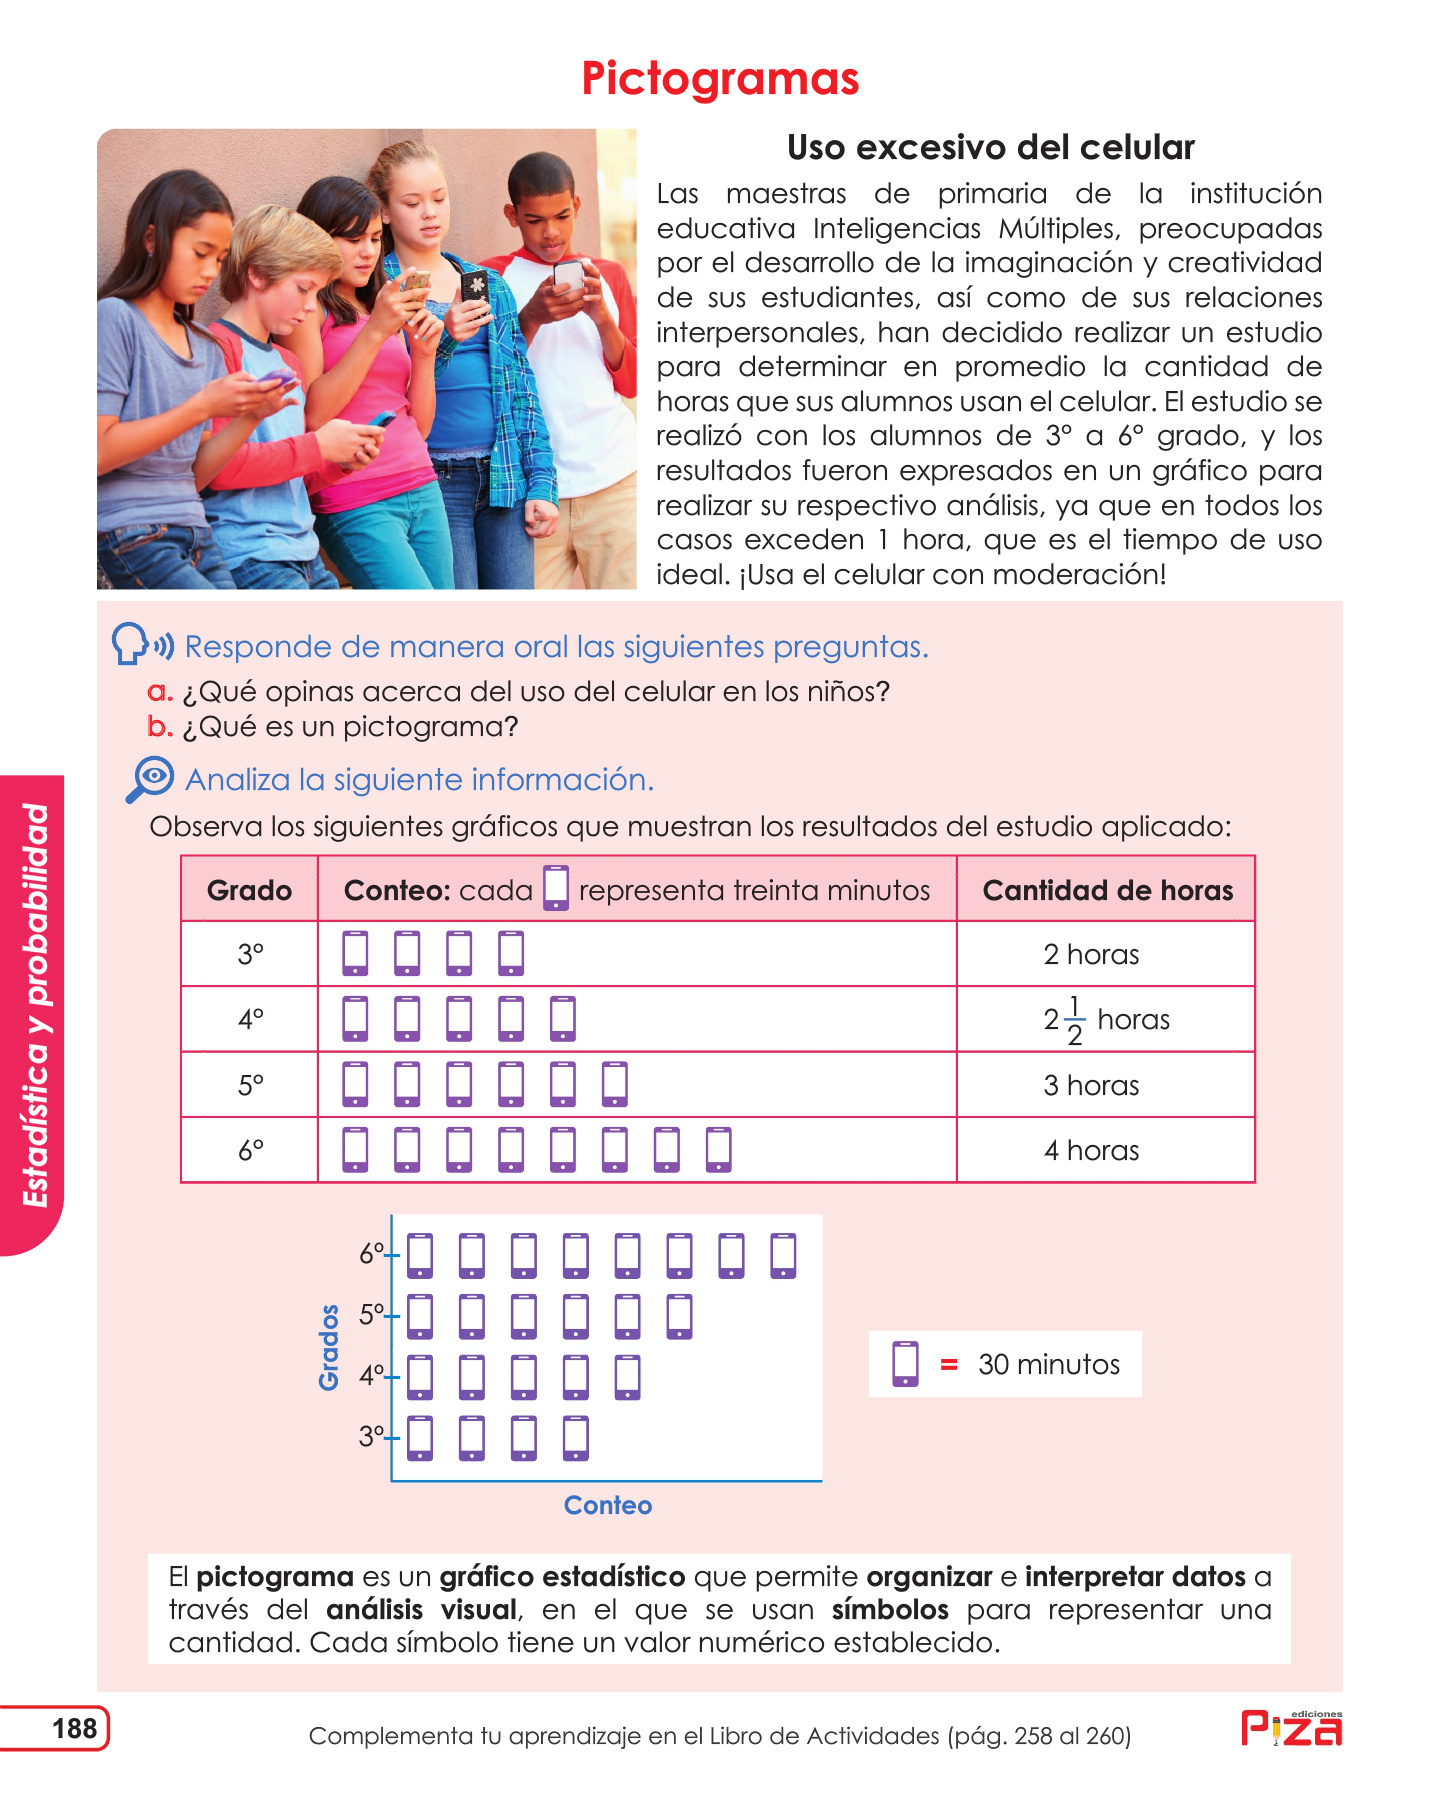 Pictogramas
Uso excesivo del celular
Las maestras de primaria de la institución
educativa Inteligencias Múltiples, preocupadas
por el desarrollo de la imaginación y creatividad
de sus estudiantes, así como de sus relaciones
interpersonales, han decidido realizar un estudio
para determinar en promedio la cantidad de
horas que sus alumnos usan el celular. El estudio se
realizó con los alumnos de 3° a 6° grado, y los
resultados fueron expresados en un gráfico para
realizar su respectivo análisis, ya que en todos los
casos exceden 1 hora, que es el tiempo de uso
ideal. ¡Usa el celular con moderación!
Responde de manera oral las siguientes preguntas.
a. ¿Qué opinas acerca del uso del celular en los niños?
b. ¿Qué es un pictograma?
Analiza la siguiente información.
Observa los siguientes gráficos que muestran los resultados del estudio aplicado:
Grado Conteo: cada representa treinta minutos Cantidad de horas
3° 2 horas
4° 2 1/2 horas
5° 3 horas
6° 4 horas
Estadística y probabilidad
6°
5°
4°
3°
Grados
Conteo
= 30 minutos
El pictograma es un gráfico estadístico que permite organizar e interpretar datos a
través del análisis visual, en el que se usan símbolos para representar una
cantidad. Cada símbolo tiene un valor numérico establecido.
188
Complementa tu aprendizaje en el Libro de Actividades (pág. 258 al 260)
ediciones
Piza